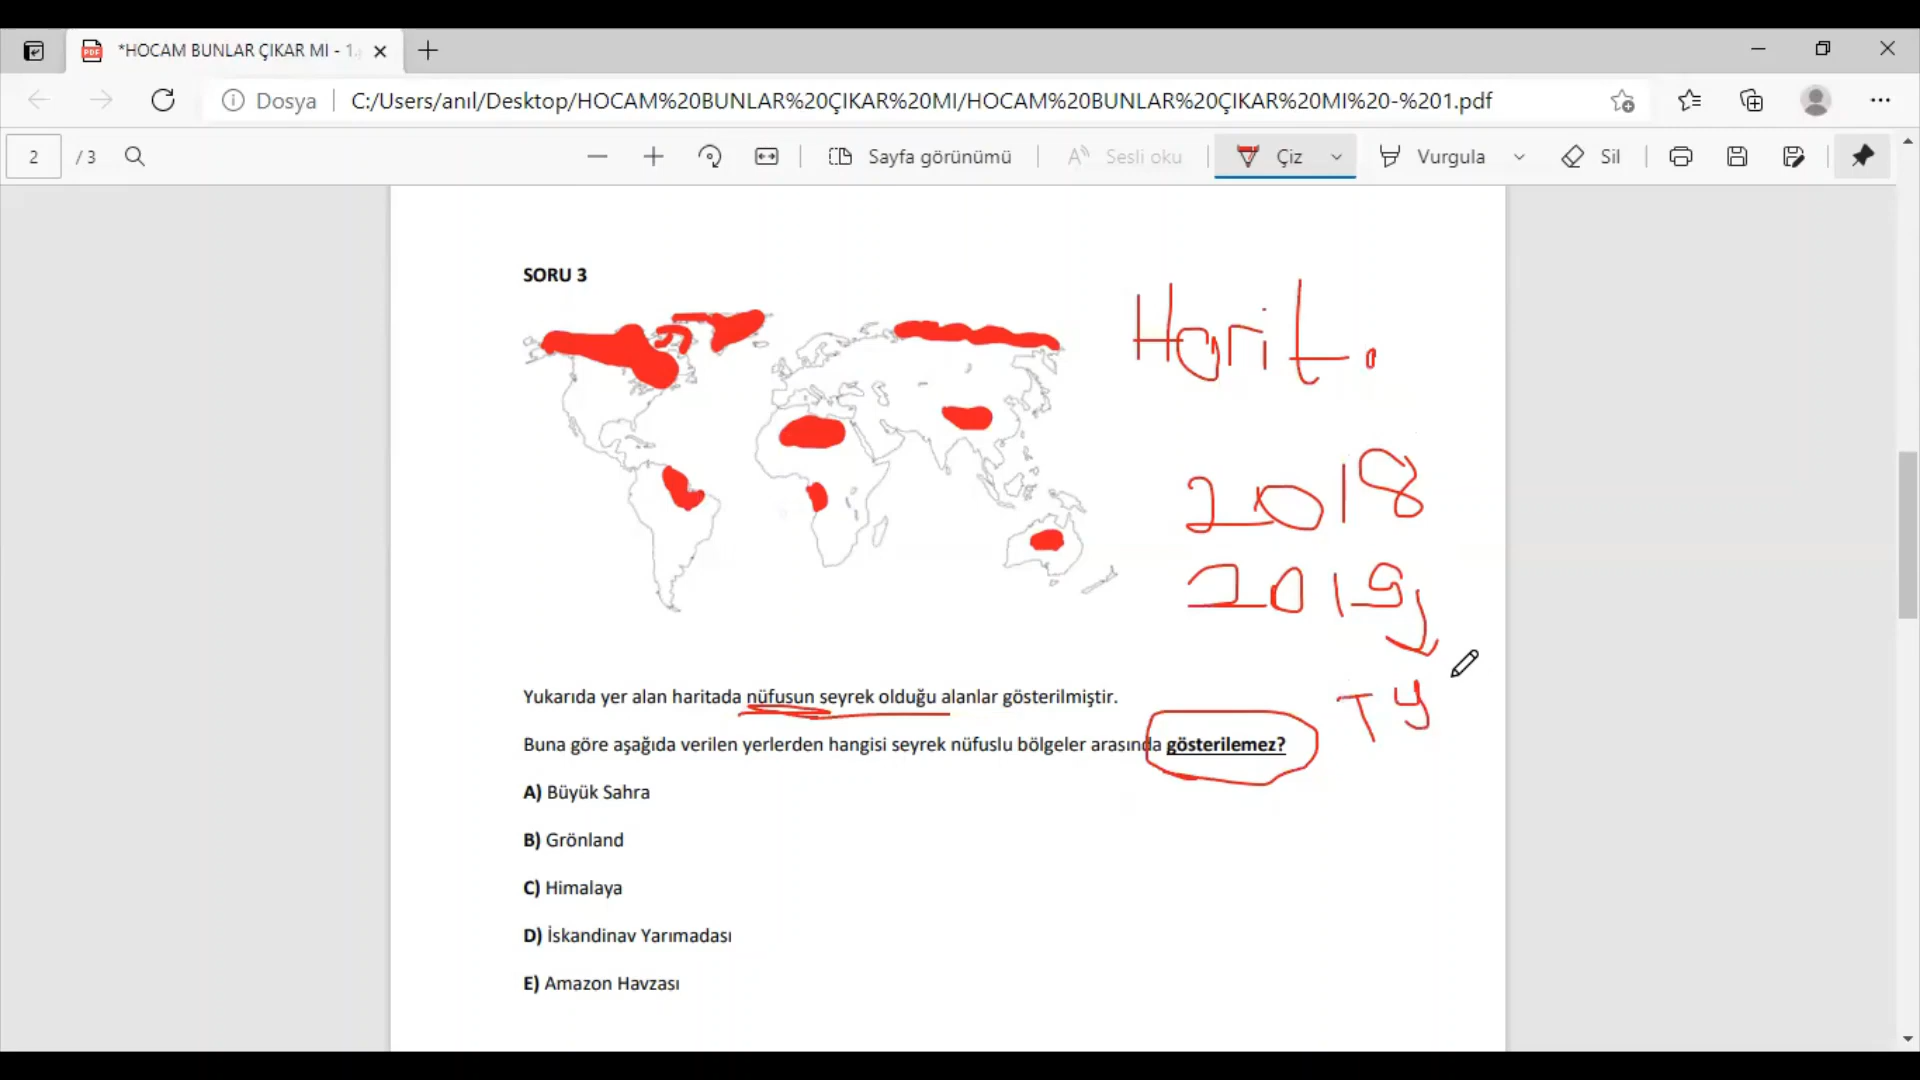 *HOCAM BUNLAR ÇIKAR MI - 1.
Dosya C:/Users/anıl/Desktop/HOCAM%20BUNLAR%20ÇIKAR%20MI/HOCAM%20BUNLAR%20ÇIKAR%20MI%20-%201.pdf
2 / 3 Sayfa görünümü Sesli oku Çiz Vurgula Sil
SORU 3
Harit.
2018
2019
TY
Yukarıda yer alan haritada nüfusun seyrek olduğu alanlar gösterilmiştir.
Buna göre aşağıda verilen yerlerden hangisi seyrek nüfuslu bölgeler arasında gösterilemez?
A) Büyük Sahra
B) Grönland
C) Himalaya
D) İskandinav Yarımadası
E) Amazon Havzası